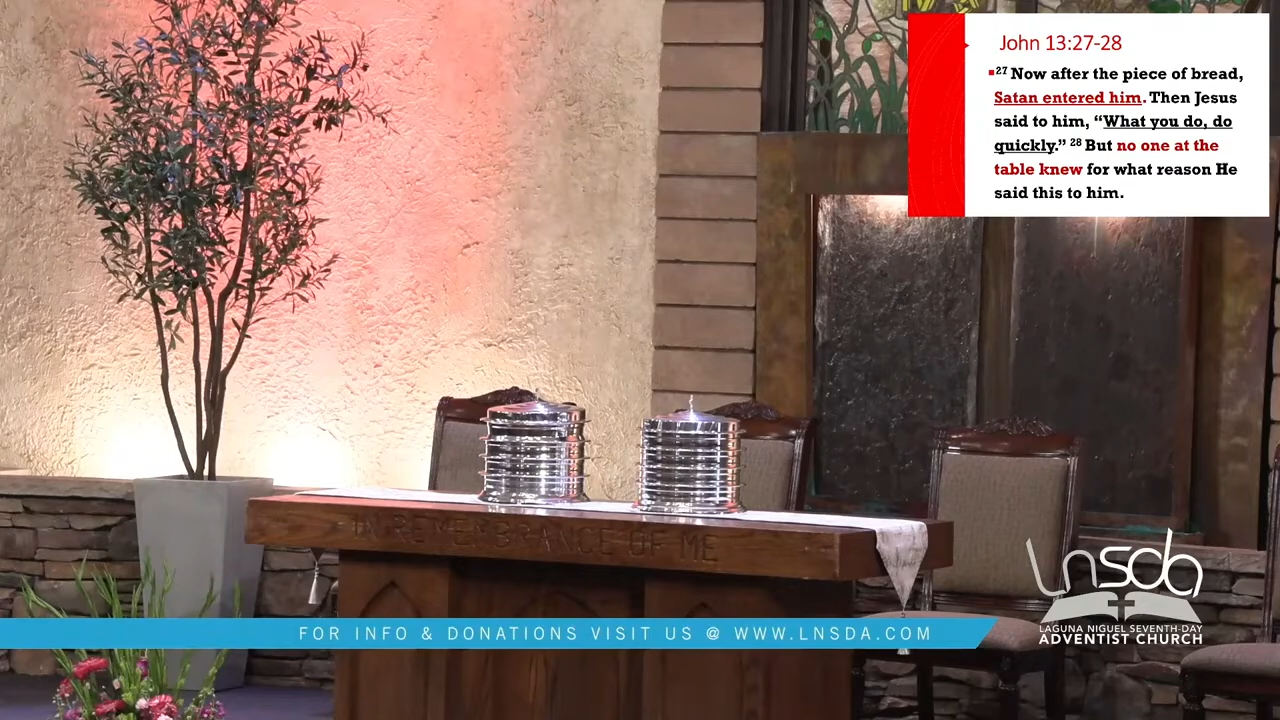 John 13:27-28
27 Now after the piece of bread,
Satan entered him. Then Jesus
said to him, “What you do, do
quickly.” 28 But no one at the
table knew for what reason He
said this to him.
IN REMEMBRANCE OF ME
lnsda
LAGUNA NIGUEL SEVENTH-DAY
ADVENTIST CHURCH
FOR INFO & DONATIONS VISIT US @ WWW.LNSDA.COM